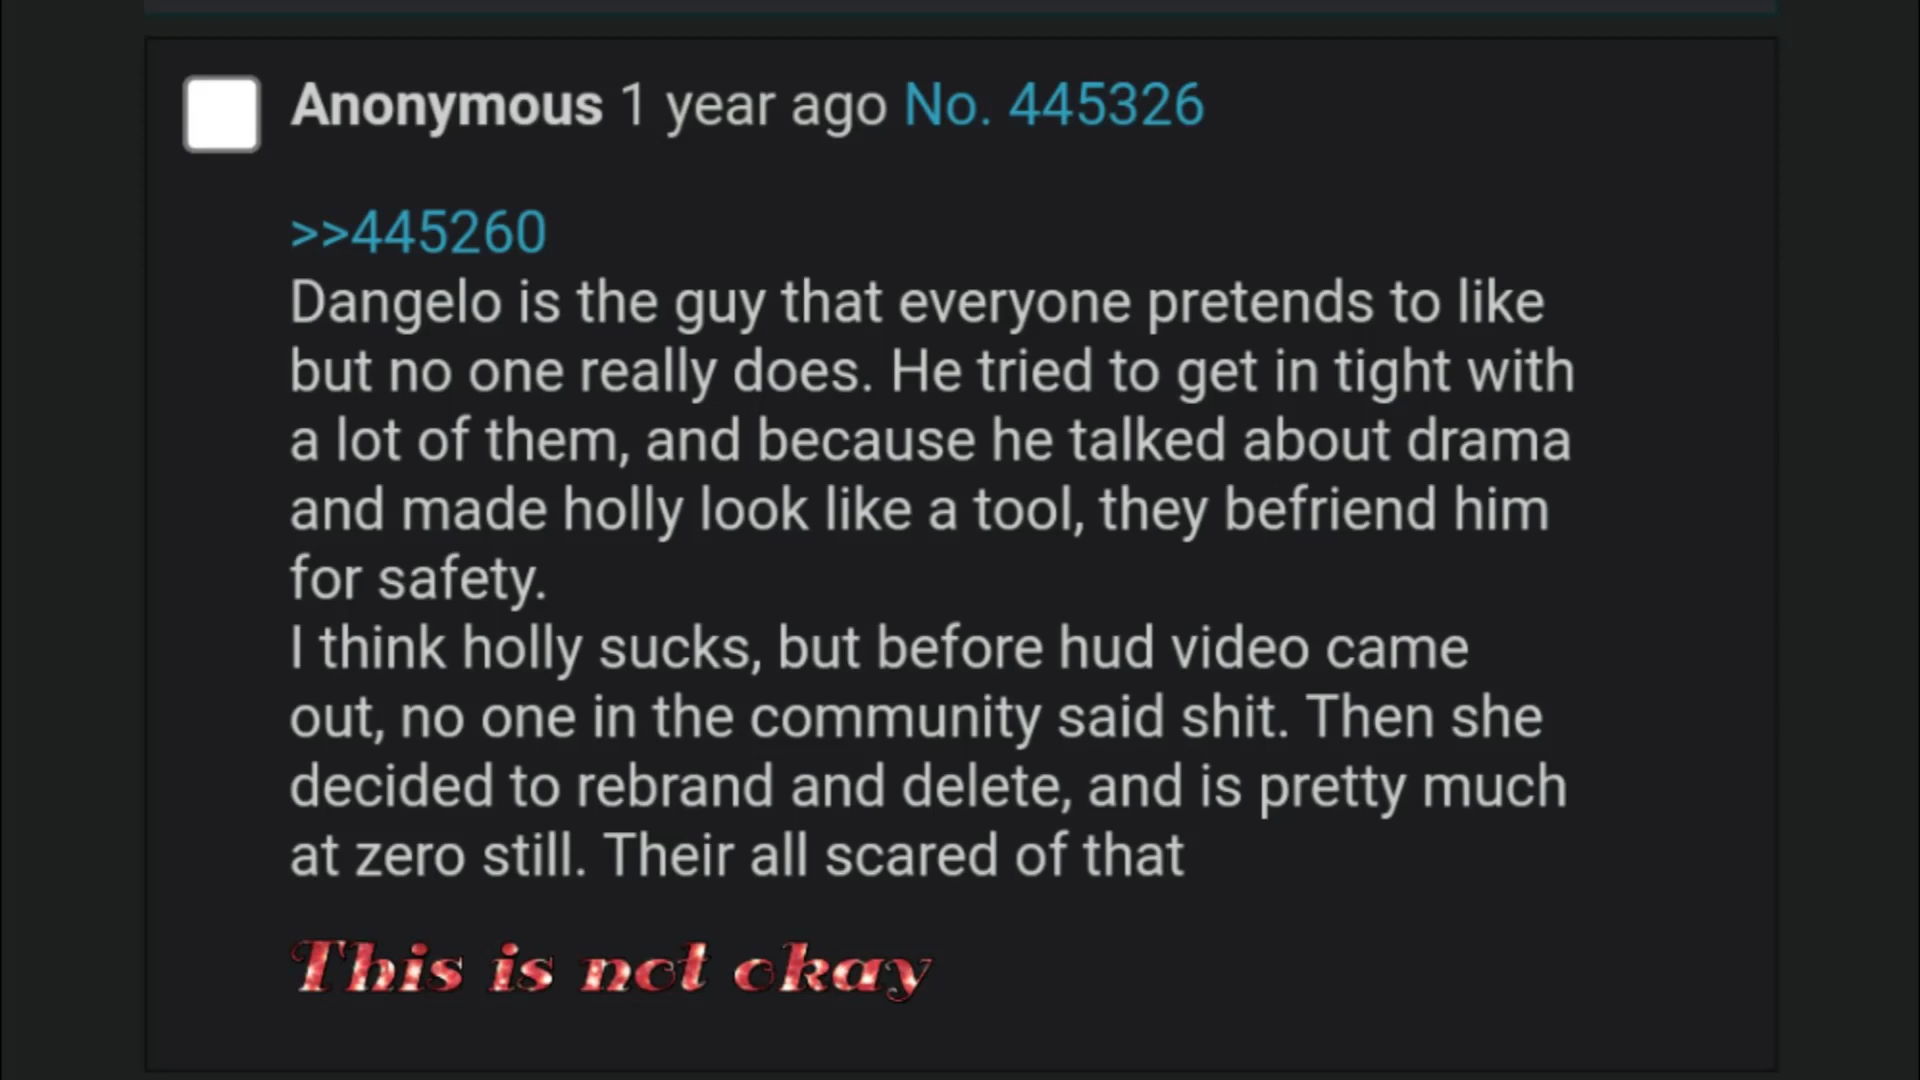 Anonymous 1 year ago No. 445326
>>445260
Dangelo is the guy that everyone pretends to like
but no one really does. He tried to get in tight with
a lot of them, and because he talked about drama
and made holly look like a tool, they befriend him
for safety.
I think holly sucks, but before hud video came
out, no one in the community said shit. Then she
decided to rebrand and delete, and is pretty much
at zero still. Their all scared of that
This is not okay